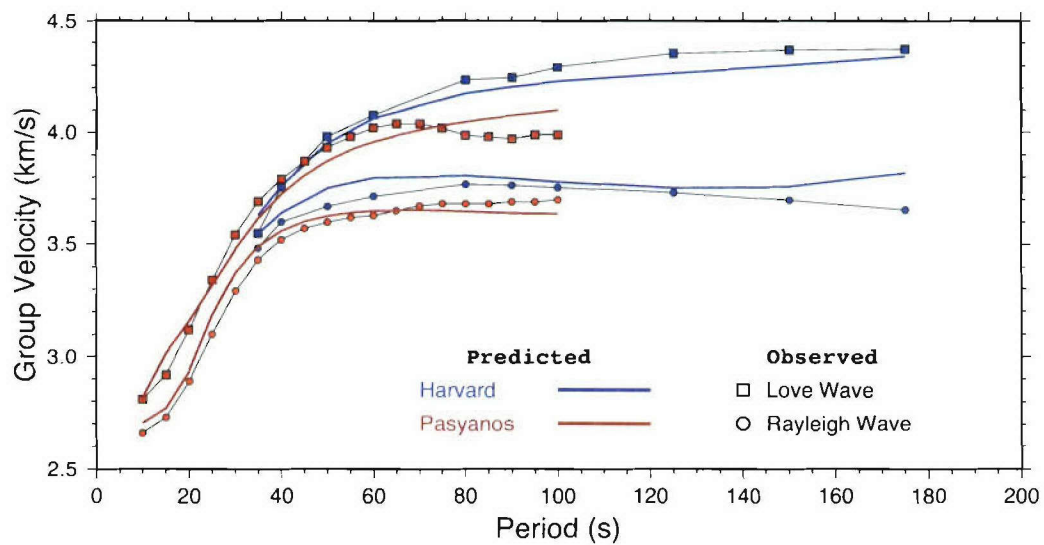 4.5
4.0
3.5
3.0
2.5
Group Velocity (km/s)
Predicted Observed
Harvard Love Wave
Pasyanos Rayleigh Wave
0 20 40 60 80 100 120 140 160 180 200
Period (s)